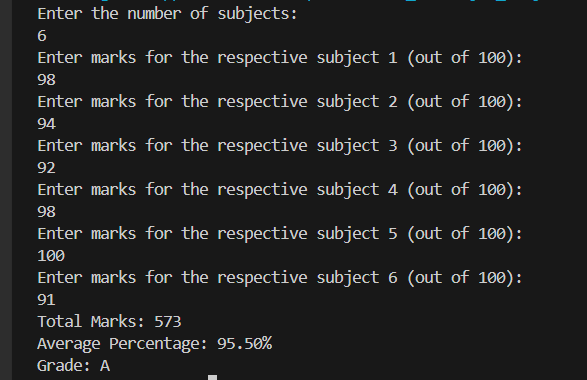 Enter the number of subjects:
6
Enter marks for the respective subject 1 (out of 100):
98
Enter marks for the respective subject 2 (out of 100):
94
Enter marks for the respective subject 3 (out of 100):
92
Enter marks for the respective subject 4 (out of 100):
98
Enter marks for the respective subject 5 (out of 100):
100
Enter marks for the respective subject 6 (out of 100):
91
Total Marks: 573
Average Percentage: 95.50%
Grade: A